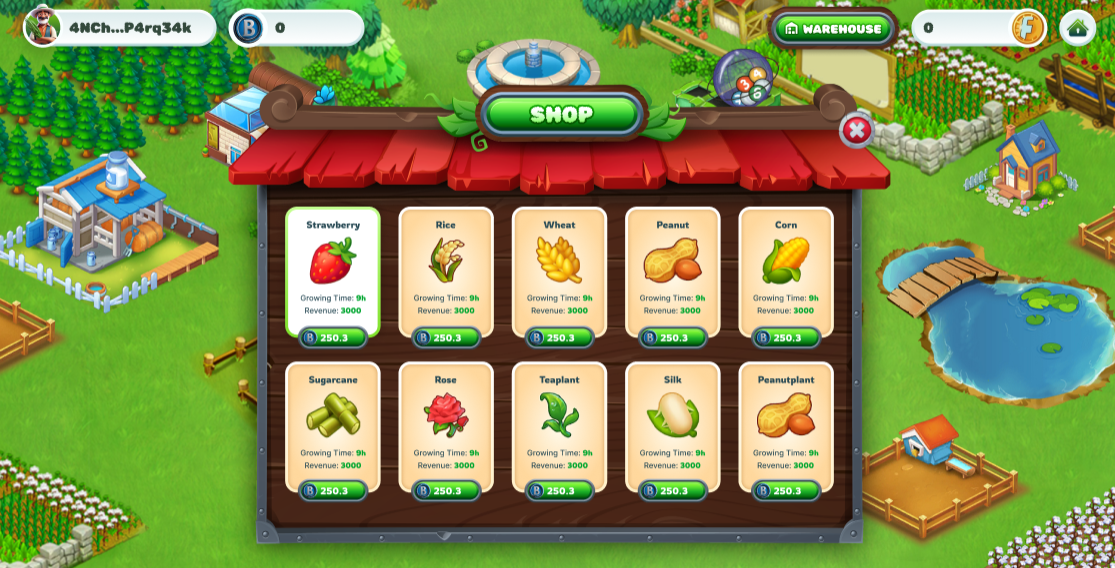 4NCh...P4rq34k
B 0
WAREHOUSE
0 F
SHOP
3 4 6
Strawberry Rice Wheat Peanut Corn
Growing Time: 9h Growing Time: 9h Growing Time: 9h Growing Time: 9h Growing Time: 9h
Revenue: 3000 Revenue: 3000 Revenue: 3000 Revenue: 3000 Revenue: 3000
B 250.3 B 250.3 B 250.3 B 250.3 B 250.3
Sugarcane Rose Teaplant Silk Peanutplant
Growing Time: 9h Growing Time: 9h Growing Time: 9h Growing Time: 9h Growing Time: 9h
Revenue: 3000 Revenue: 3000 Revenue: 3000 Revenue: 3000 Revenue: 3000
B 250.3 B 250.3 B 250.3 B 250.3 B 250.3